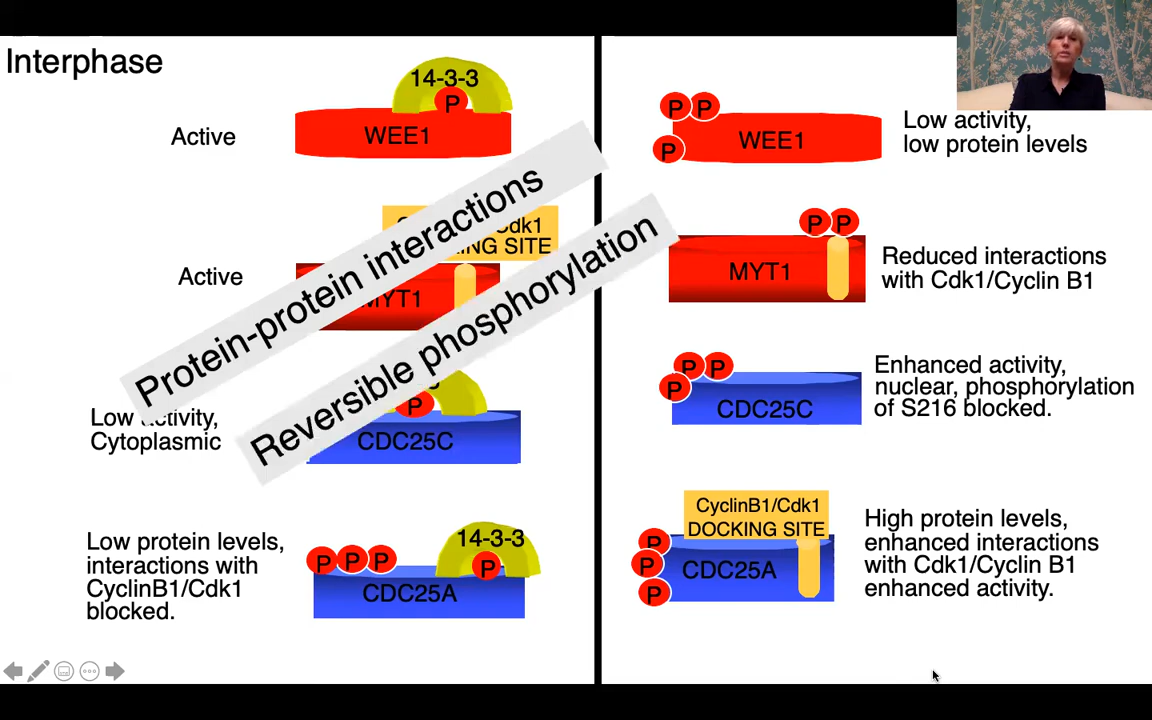 Interphase
14-3-3
P
WEE1
Active
P P
P
WEE1
Low activity,
low protein levels
Protein-protein interactions
Reversible phosphorylation
Cdk1
SITE
Active
MYT1
P P
MYT1
Reduced interactions
with Cdk1/Cyclin B1
Low activity,
Cytoplasmic
P
CDC25C
P P
P
CDC25C
Enhanced activity,
nuclear, phosphorylation
of S216 blocked.
Low protein levels,
interactions with
CyclinB1/Cdk1
blocked.
P P P
14-3-3
P
CDC25A
CyclinB1/Cdk1
DOCKING SITE
P
P
P
CDC25A
High protein levels,
enhanced interactions
with Cdk1/Cyclin B1
enhanced activity.